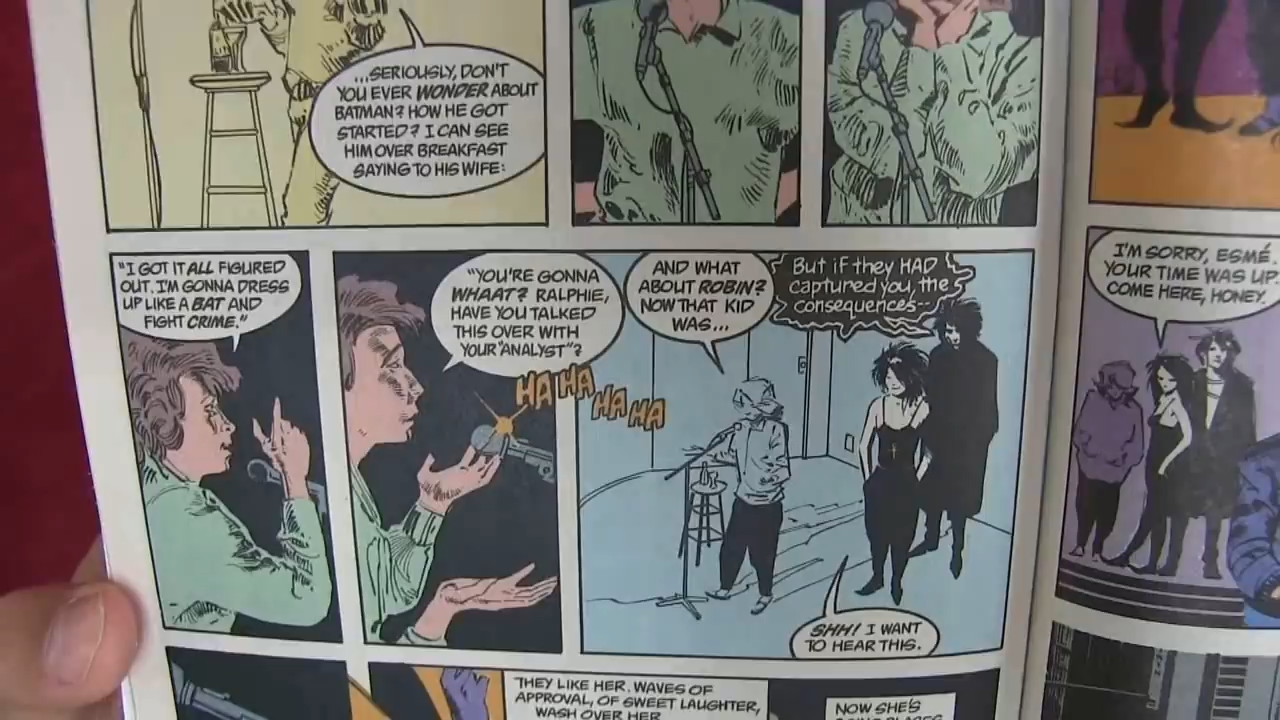 ...SERIOUSLY, DON'T
YOU EVER WONDER ABOUT
BATMAN? HOW HE GOT
STARTED? I CAN SEE
HIM OVER BREAKFAST
SAYING TO HIS WIFE:
"I GOT IT ALL FIGURED
OUT. I'M GONNA DRESS
UP LIKE A BAT AND
FIGHT CRIME."
"YOU'RE GONNA
WHAAT? RALPHIE,
HAVE YOU TALKED
THIS OVER WITH
YOUR "ANALYST"?
HA HA HA HA
AND WHAT
ABOUT ROBIN?
NOW THAT KID
WAS...
But if they HAD
captured you, the
consequences--
SHH! I WANT
TO HEAR THIS.
THEY LIKE HER. WAVES OF
APPROVAL, OF SWEET LAUGHTER,
WASH OVER HER
NOW SHE'S
GOING PLACES
I'M SORRY, ESMÉ.
YOUR TIME WAS UP.
COME HERE, HONEY.